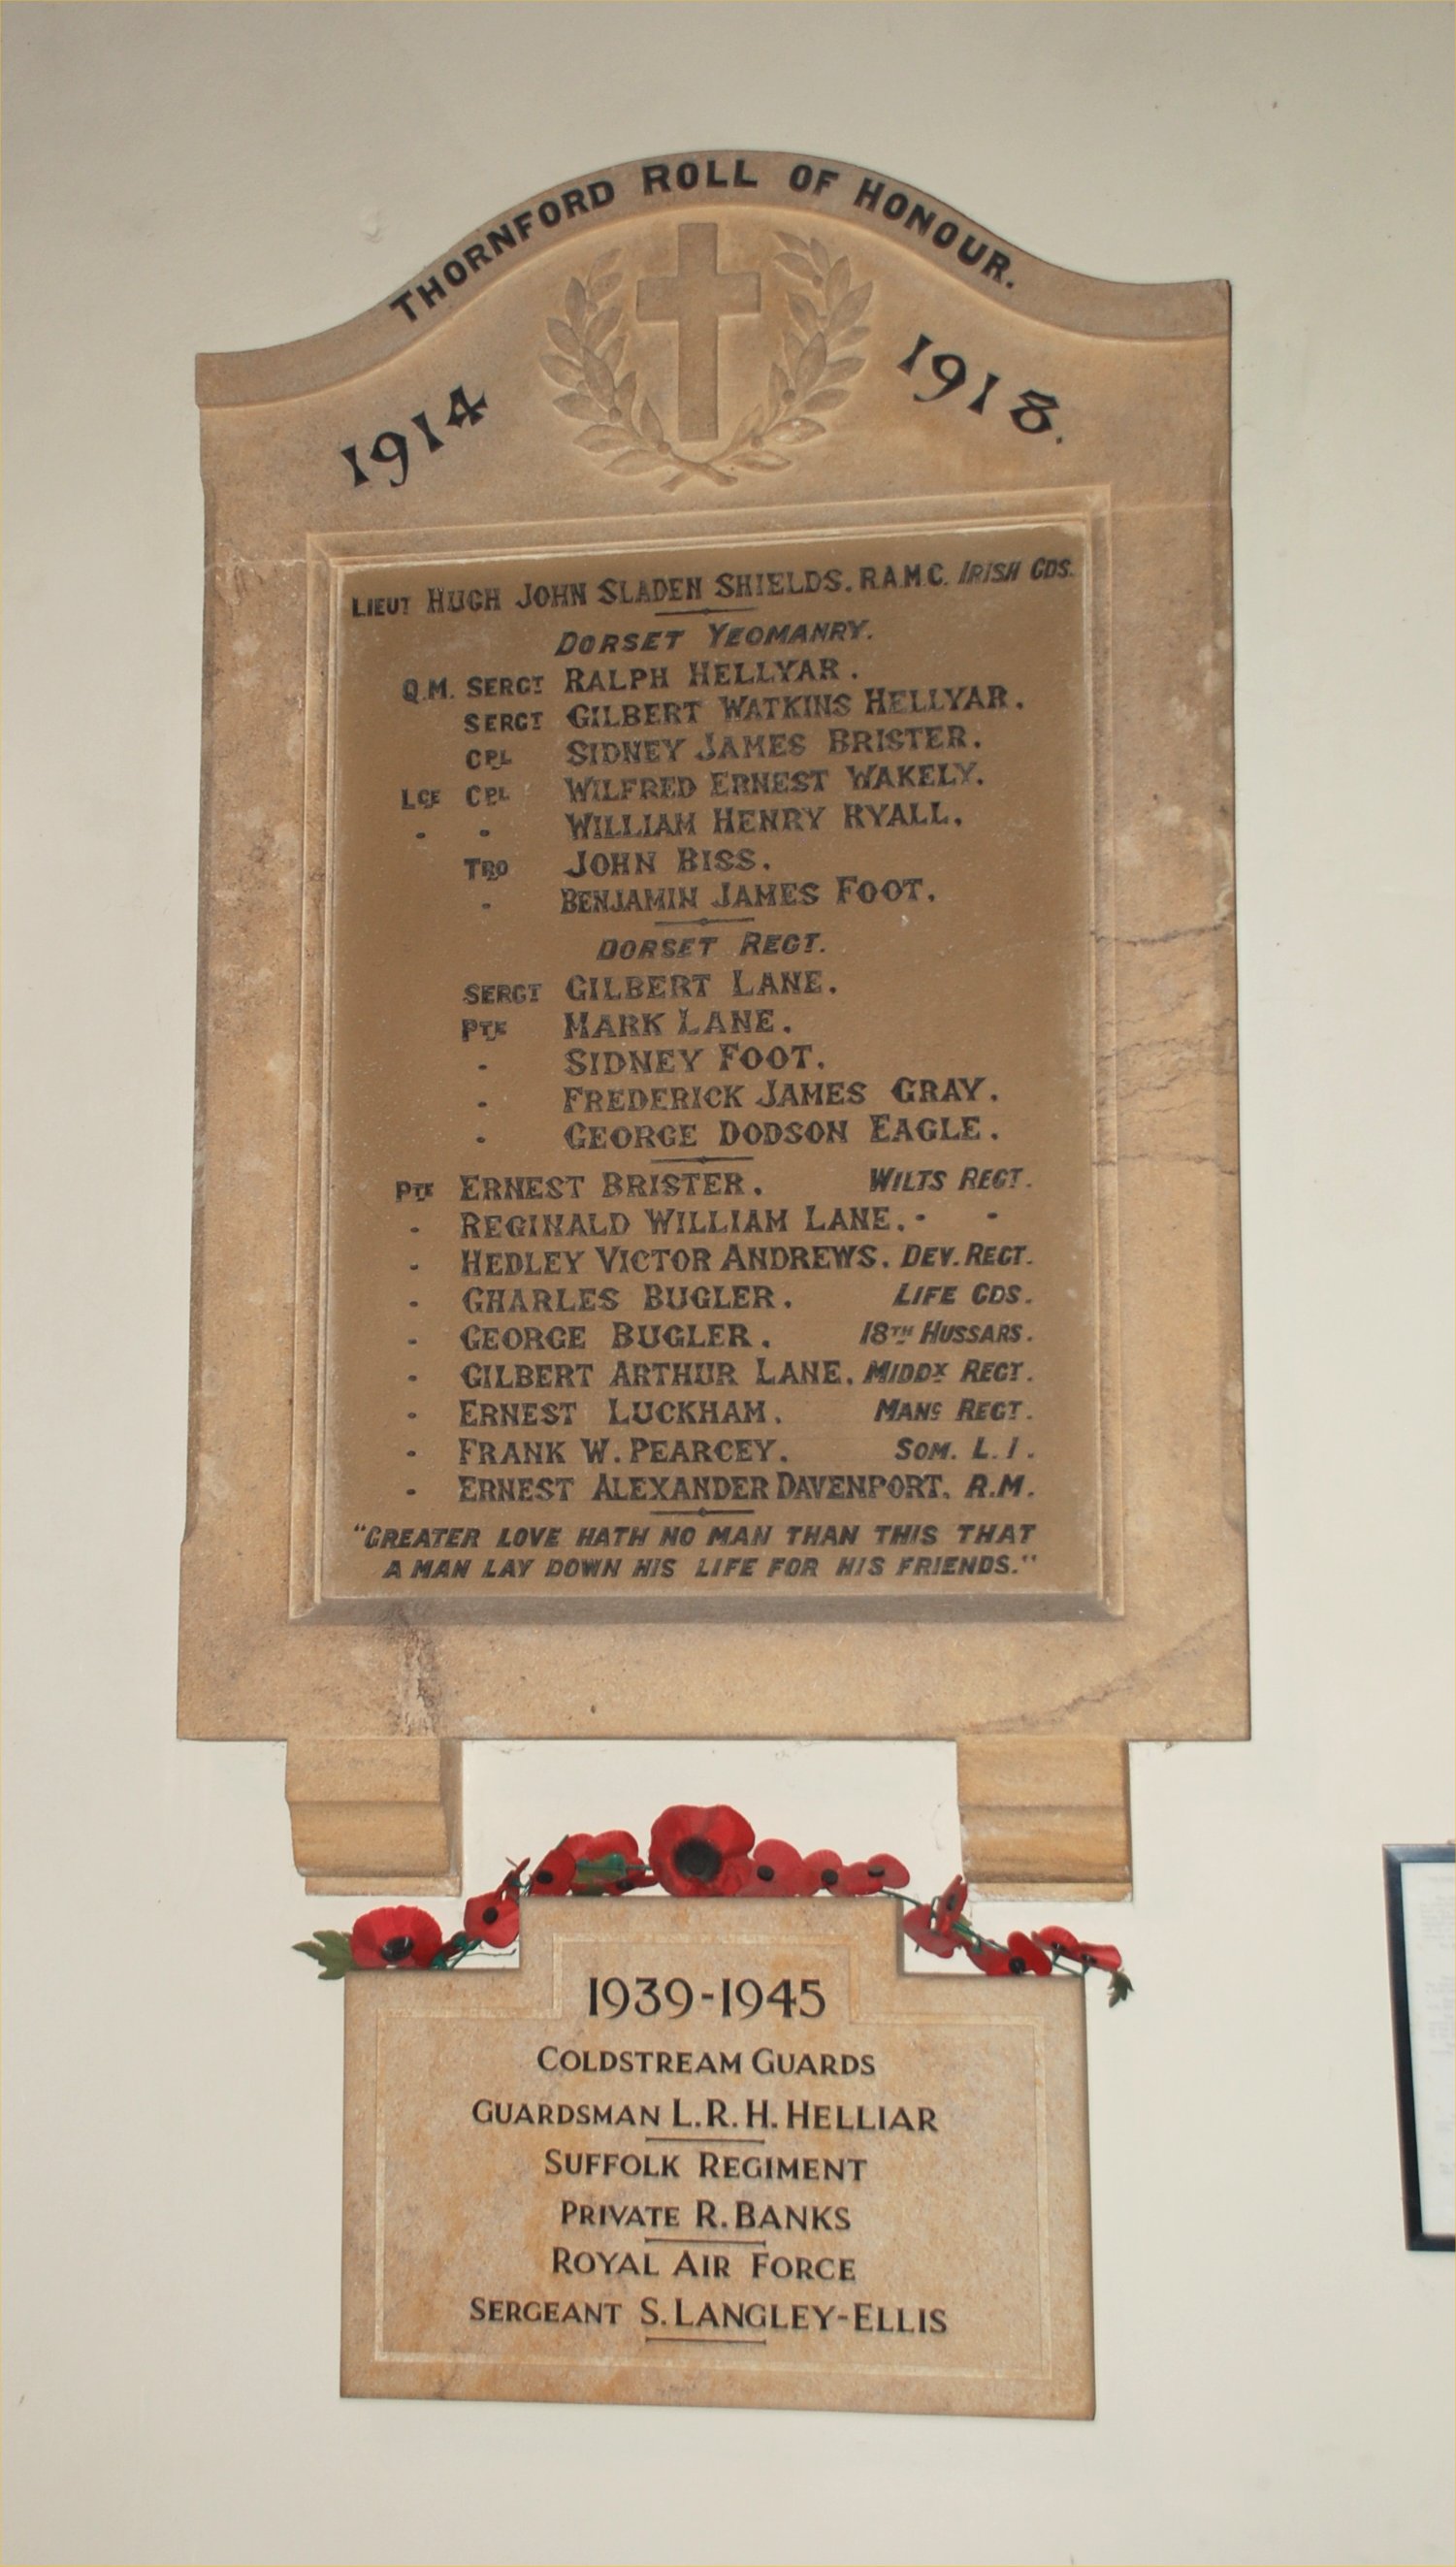 THORNFORD ROLL OF HONOUR.
1914 1918.
LIEUT HUGH JOHN SLADEN SHIELDS. R.A.M.C. IRISH GDS.
DORSET YEOMANRY.
Q.M. SERGT RALPH HELLYAR.
SERGT GILBERT WATKINS HELLYAR.
CPL SIDNEY JAMES BRISTER.
LCE CPL WILFRED ERNEST WAKELY.
" " WILLIAM HENRY RYALL.
TRO JOHN BISS.
" BENJAMIN JAMES FOOT.
DORSET REGT.
SERGT GILBERT LANE.
PTE MARK LANE.
" SIDNEY FOOT.
" FREDERICK JAMES GRAY.
" GEORGE DODSON EAGLE.
PTE ERNEST BRISTER. WILTS REGT.
" REGINALD WILLIAM LANE. " "
" HEDLEY VICTOR ANDREWS. DEV. REGT.
" CHARLES BUGLER. LIFE GDS.
" GEORGE BUGLER. 18TH HUSSARS.
" GILBERT ARTHUR LANE. MIDDX REGT.
" ERNEST LUCKHAM. MANC REGT.
" FRANK W. PEARCEY. SOM. L.I.
" ERNEST ALEXANDER DAVENPORT. R.M.
"GREATER LOVE HATH NO MAN THAN THIS THAT
A MAN LAY DOWN HIS LIFE FOR HIS FRIENDS."
1939-1945
COLDSTREAM GUARDS
GUARDSMAN L.R.H. HELLIAR
SUFFOLK REGIMENT
PRIVATE R. BANKS
ROYAL AIR FORCE
SERGEANT S. LANGLEY-ELLIS